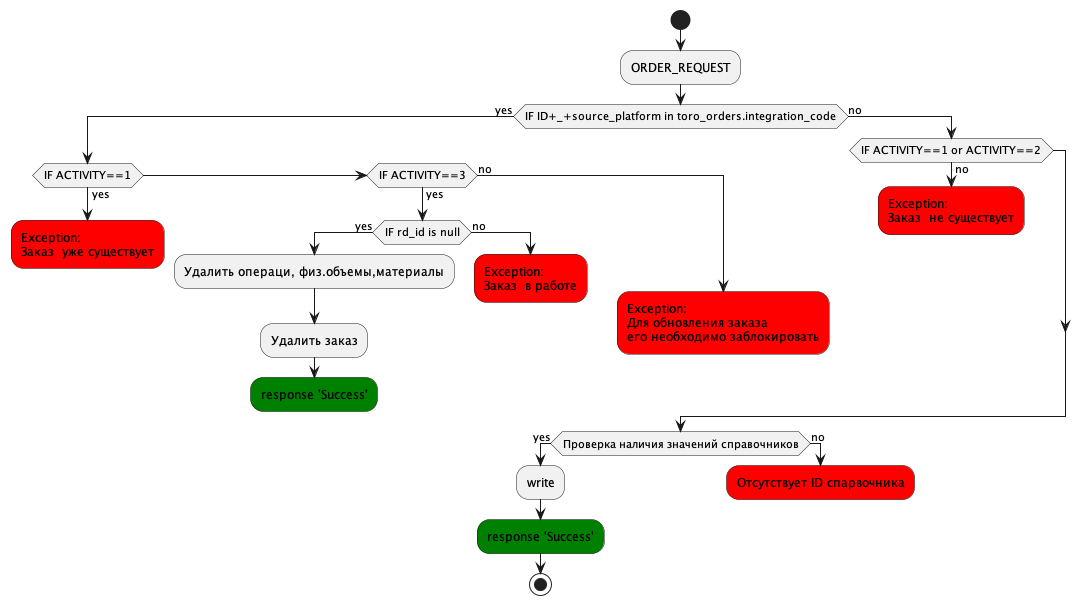 ORDER_REQUEST
yes
IF ID+_+source_platform in toro_orders.integration_code
no
IF ACTIVITY==1
yes
Exception:
Заказ уже существует
IF ACTIVITY==3
no
yes
yes
IF rd_id is null
no
Удалить операци, физ.объемы,материалы
Exception:
Заказ в работе
Удалить заказ
response 'Success'
Exception:
Для обновления заказа
его необходимо заблокировать
IF ACTIVITY==1 or ACTIVITY==2
no
Exception:
Заказ не существует
yes
Проверка наличия значений справочников
no
write
Отсутствует ID спарвочника
response 'Success'